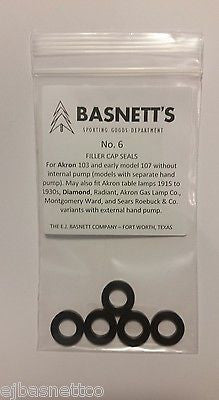 B
BASNETT'S
SPORTING GOODS DEPARTMENT
No. 6
FILLER CAP SEALS
For Akron 103 and early model 107 without
internal pump (models with separate hand
pump). May also fit Akron table lamps 1915 to
1930s, Diamond, Radiant, Akron Gas Lamp Co.,
Montgomery Ward, and Sears Roebuck & Co.
variants with external hand pump.
THE E.J. BASNETT COMPANY – FORT WORTH, TEXAS
ejbasnettco